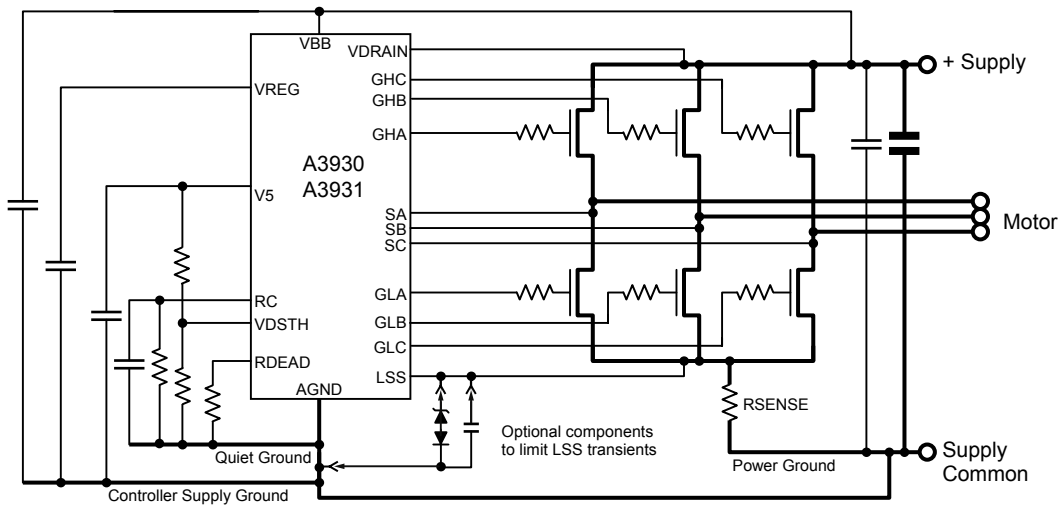 VBB
VDRAIN
GHC
VREG
GHB
GHA
+ Supply
A3930
A3931
V5
SA
SB
SC
Motor
GLA
RC
GLB
VDSTH
GLC
RDEAD
LSS
AGND
RSENSE
Optional components
to limit LSS transients
Quiet Ground
Power Ground
Supply
Common
Controller Supply Ground